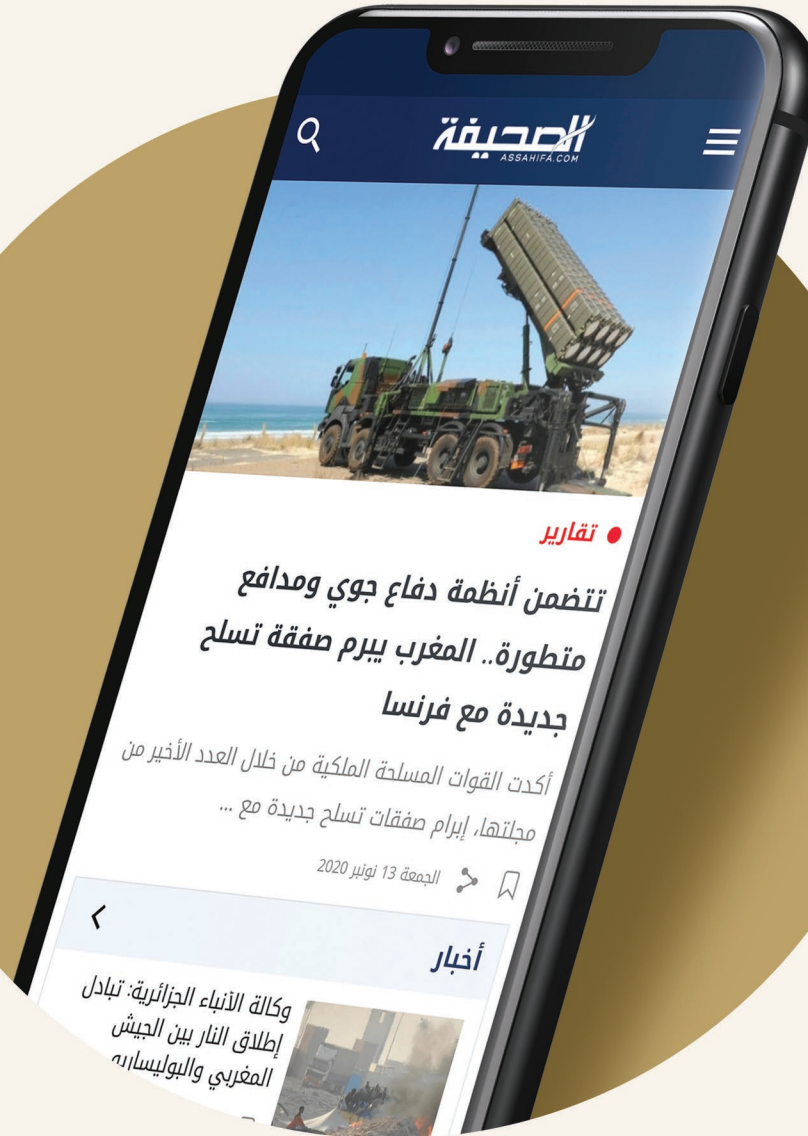 الصحيفة
ASSAHIFA.COM
تقارير
تتضمن أنظمة دفاع جوي ومدافع
متطورة.. المغرب يبرم صفقة تسلح
جديدة مع فرنسا
أكدت القوات المسلحة الملكية من خلال العدد الأخير من
مجلتها، إبرام صفقات تسلح جديدة مع ...
الجمعة 13 نونبر 2020
أخبار
وكالة الأنباء الجزائرية: تبادل
إطلاق النار بين الجيش
المغربي والبوليساريو